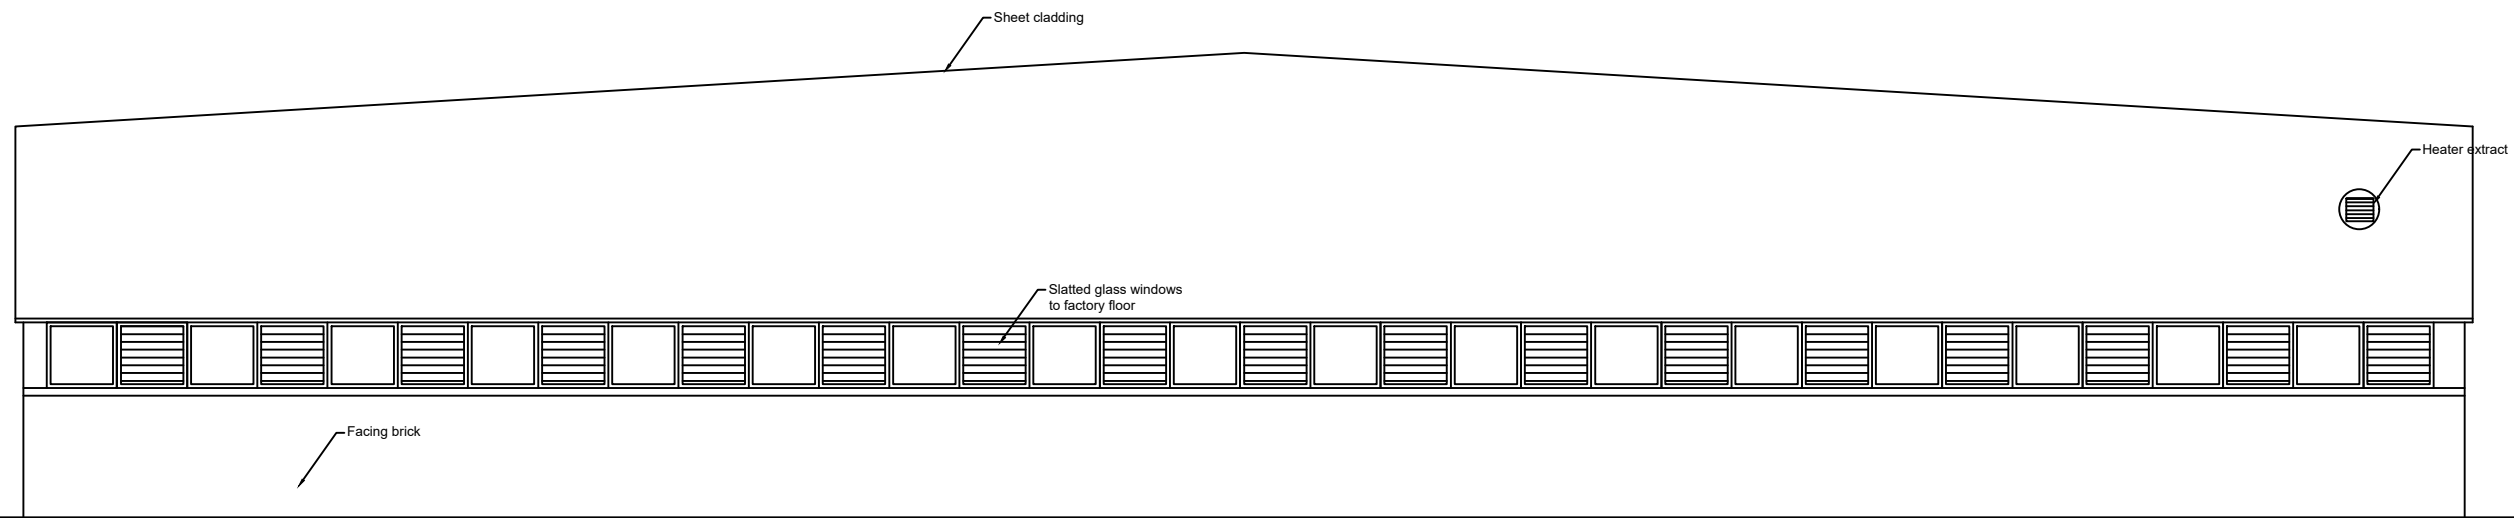 Sheet cladding
Heater extract
Slatted glass windows
to factory floor
Facing brick